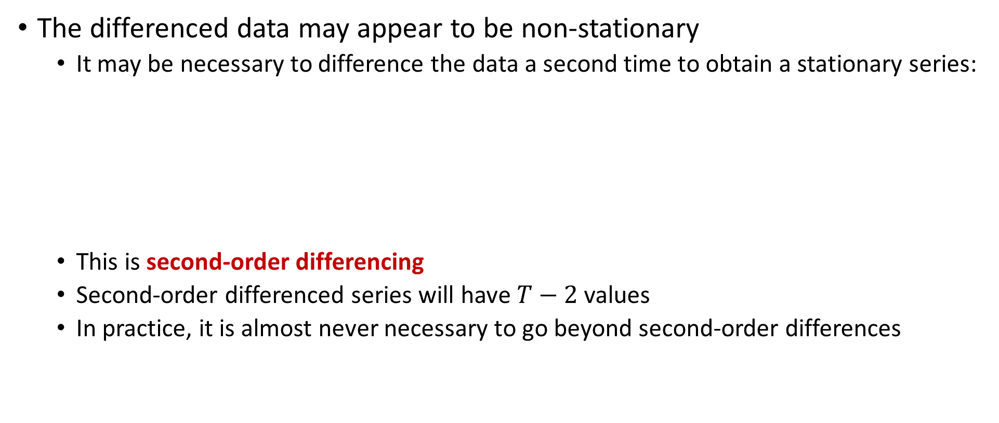 • The differenced data may appear to be non-stationary
• It may be necessary to difference the data a second time to obtain a stationary series:
• This is second-order differencing
• Second-order differenced series will have 𝑇 − 2 values
• In practice, it is almost never necessary to go beyond second-order differences